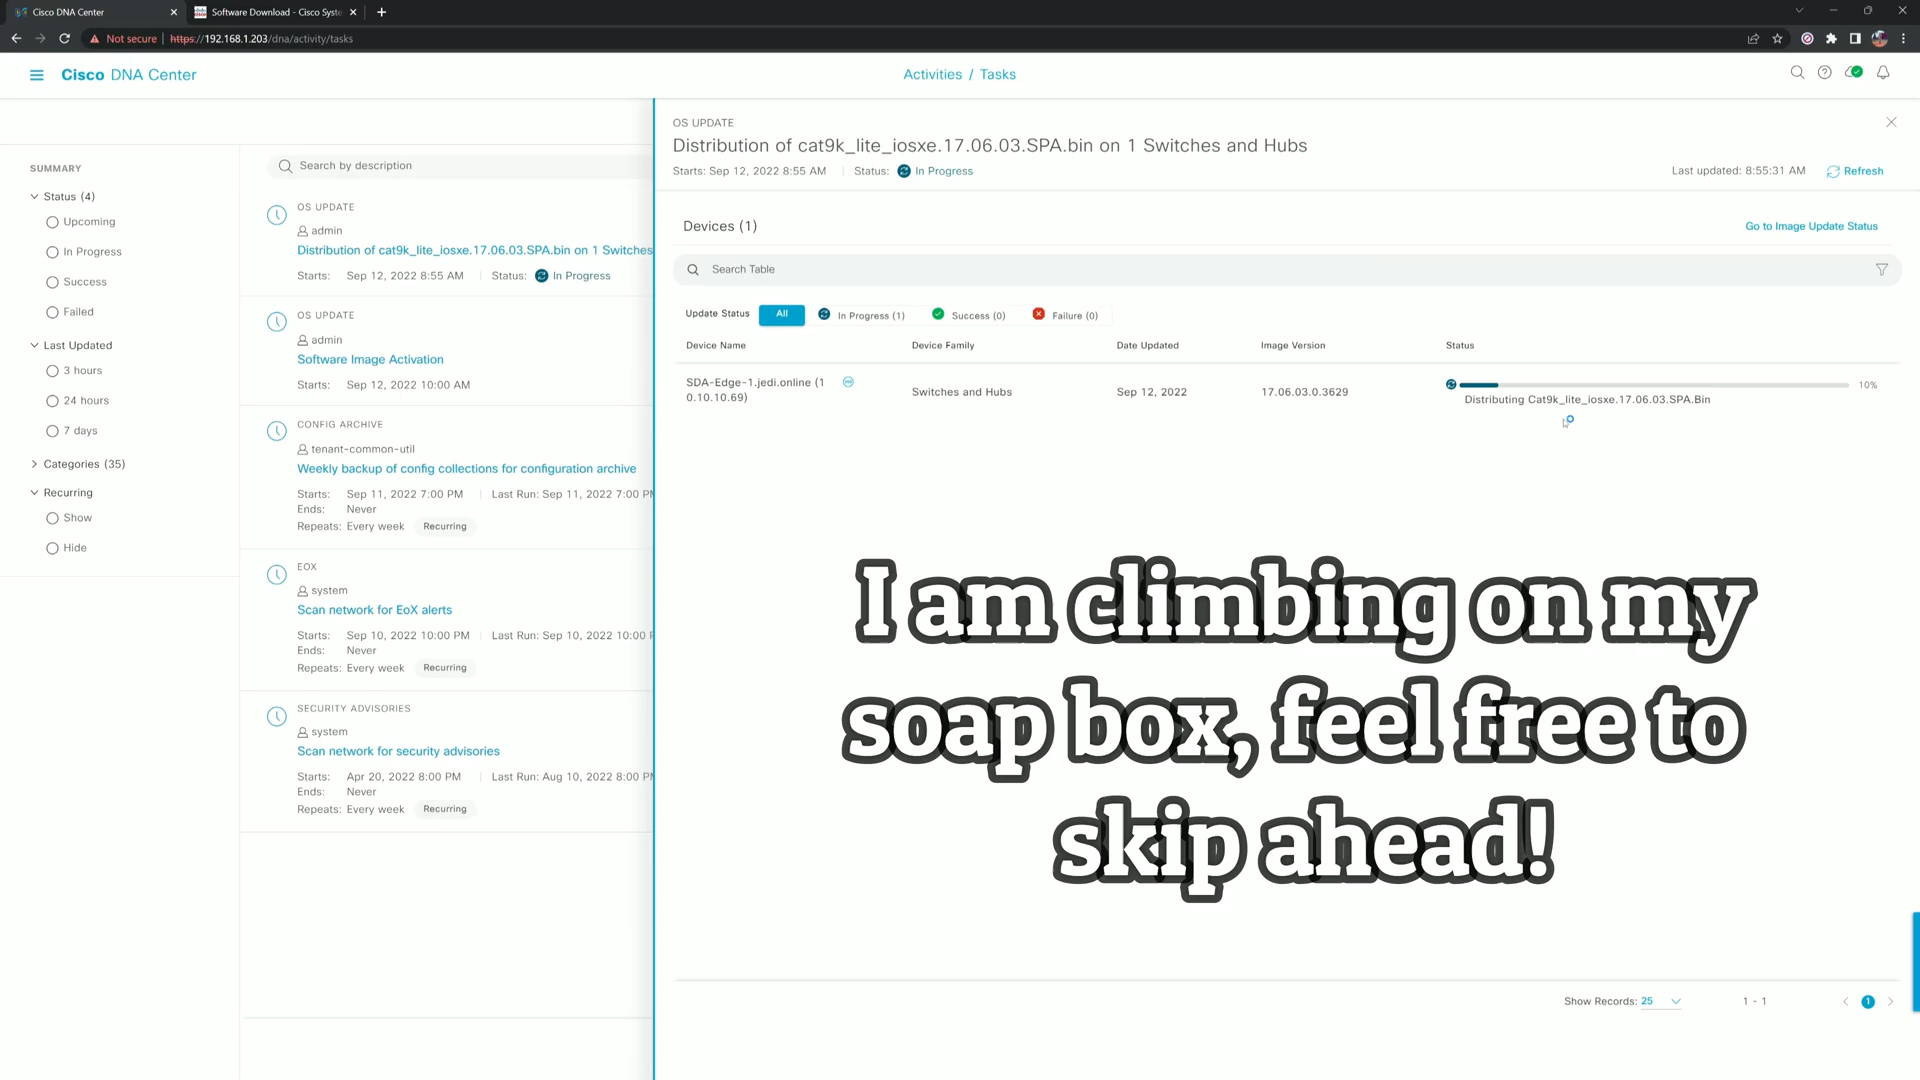 Cisco DNA Center
Software Download - Cisco Syste
Not secure
https://192.168.1.203/dna/activity/tasks
Cisco DNA Center
Activities / Tasks
SUMMARY
Status (4)
Upcoming
In Progress
Success
Failed
Last Updated
3 hours
24 hours
7 days
Categories (35)
Recurring
Show
Hide
Search by description
OS UPDATE
admin
Distribution of cat9k_lite_iosxe.17.06.03.SPA.bin on 1 Switches
Starts: Sep 12, 2022 8:55 AM Status: In Progress
OS UPDATE
admin
Software Image Activation
Starts: Sep 12, 2022 10:00 AM
CONFIG ARCHIVE
tenant-common-util
Weekly backup of config collections for configuration archive
Starts: Sep 11, 2022 7:00 PM Last Run: Sep 11, 2022 7:00 PM
Ends: Never
Repeats: Every week Recurring
EOX
system
Scan network for EoX alerts
Starts: Sep 10, 2022 10:00 PM Last Run: Sep 10, 2022 10:00 P
Ends: Never
Repeats: Every week Recurring
SECURITY ADVISORIES
system
Scan network for security advisories
Starts: Apr 20, 2022 8:00 PM Last Run: Aug 10, 2022 8:00 PM
Ends: Never
Repeats: Every week Recurring
OS UPDATE
Distribution of cat9k_lite_iosxe.17.06.03.SPA.bin on 1 Switches and Hubs
Starts: Sep 12, 2022 8:55 AM Status: In Progress
Last updated: 8:55:31 AM Refresh
Devices (1)
Go to Image Update Status
Search Table
Update Status All In Progress (1) Success (0) Failure (0)
Device Name Device Family Date Updated Image Version Status
SDA-Edge-1.jedi.online (1
0.10.10.69)
Switches and Hubs
Sep 12, 2022
17.06.03.0.3629
10%
Distributing Cat9k_lite_iosxe.17.06.03.SPA.Bin
I am climbing on my
soap box, feel free to
skip ahead!
Show Records: 25 1 - 1 1